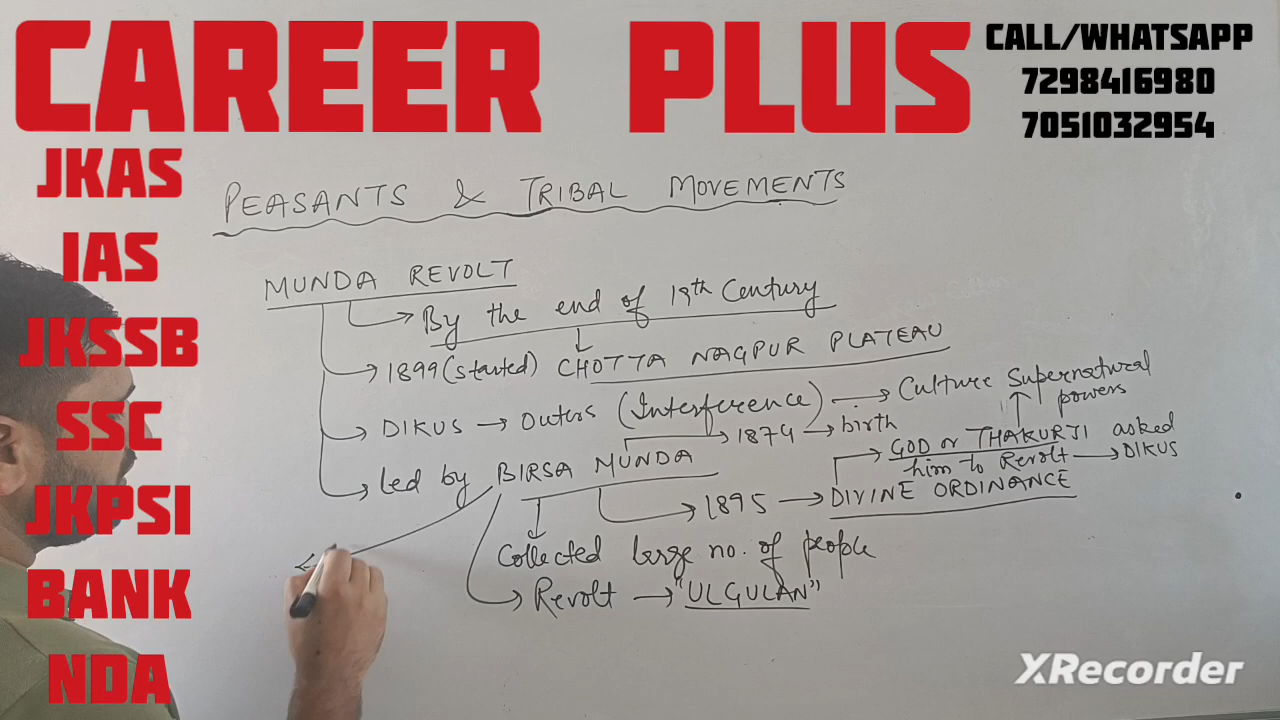 CAREER PLUS
CALL/WHATSAPP
7298416980
7051032954
JKAS
IAS
JKSSB
SSC
JKPSI
BANK
NDA
PEASANTS & TRIBAL MOVEMENTS
MUNDA REVOLT
By the end of 19th Century
1899 (started) CHOTTA NAGPUR PLATEAU
DIKUS → Outers (Interference) → Culture Supernatural powers
1874 → birth
Led by BIRSA MUNDA
GOD or THAKURJI asked
him to Revolt → DIKUS
1895 → DIVINE ORDINANCE
Collected large no. of people
Revolt → "ULGULAN"
XRecorder